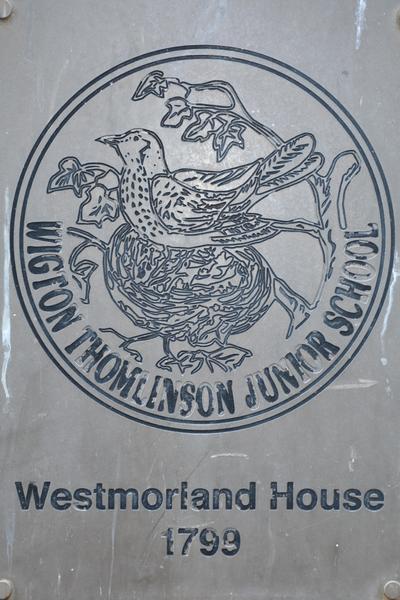 WIGTON THOMLINSON JUNIOR SCHOOL
Westmorland House
1799